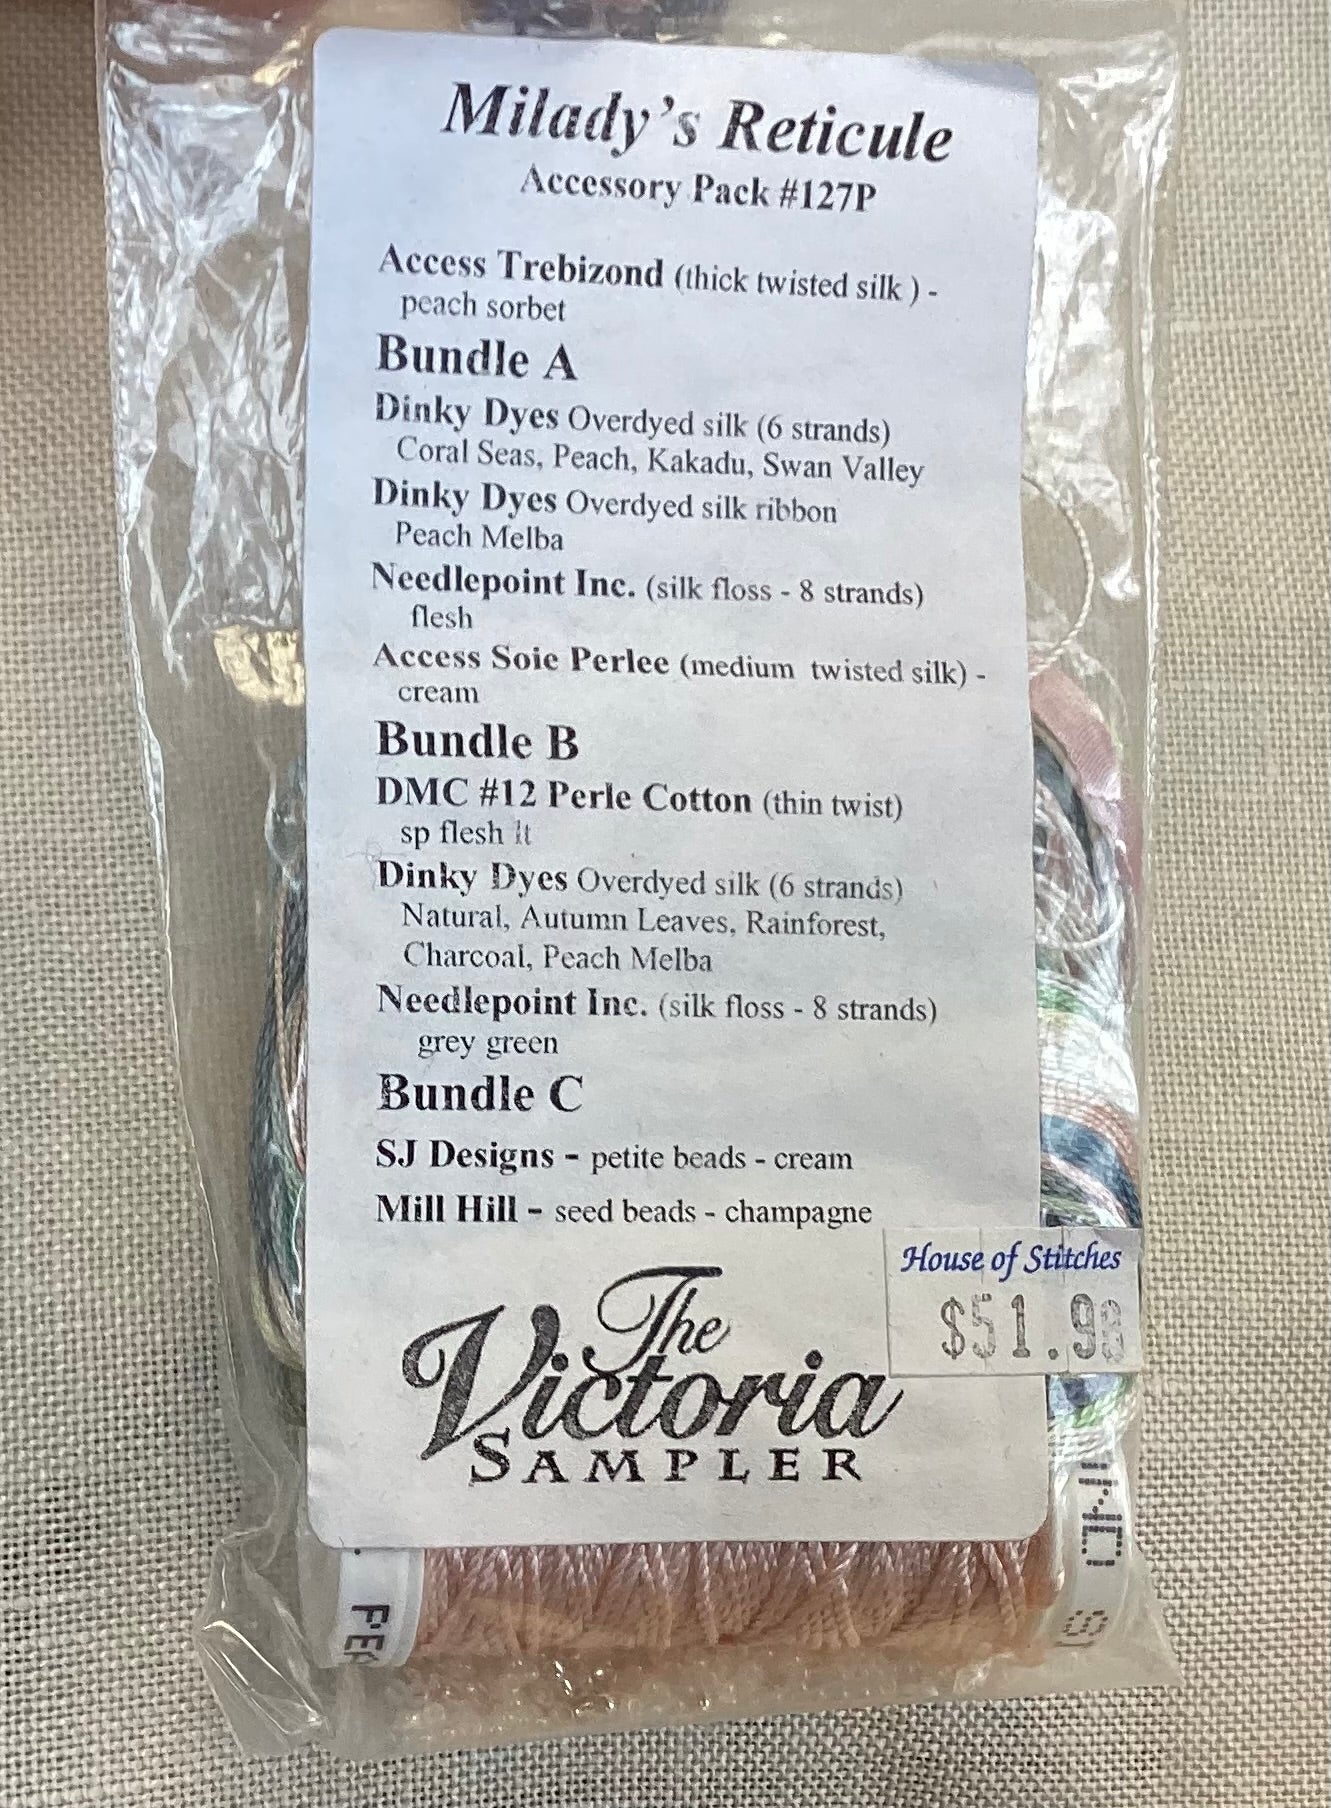 Milady's Reticule
Accessory Pack #127P
Access Trebizond (thick twisted silk ) -
peach sorbet
Bundle A
Dinky Dyes Overdyed silk (6 strands)
Coral Seas, Peach, Kakadu, Swan Valley
Dinky Dyes Overdyed silk ribbon
Peach Melba
Needlepoint Inc. (silk floss - 8 strands)
flesh
Access Soie Perlee (medium twisted silk) -
cream
Bundle B
DMC #12 Perle Cotton (thin twist)
sp flesh lt
Dinky Dyes Overdyed silk (6 strands)
Natural, Autumn Leaves, Rainforest,
Charcoal, Peach Melba
Needlepoint Inc. (silk floss - 8 strands)
grey green
Bundle C
SJ Designs - petite beads - cream
Mill Hill - seed beads - champagne
House of Stitches
$51.98
The
Victoria
SAMPLER